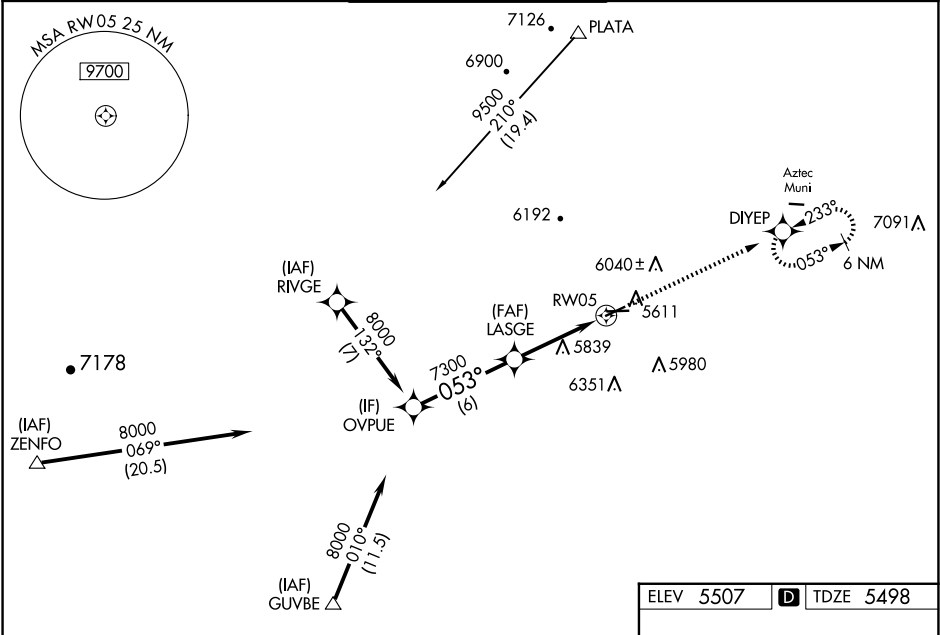 MSA RW05 25 NM
9700
7126
PLATA
6900
9500
210°
(19.4)
6192
Aztec
Muni
DIYEP
233°
7091
053°
6 NM
6040±
(IAF)
RIVGE
8000
132°
(7)
RW05
5611
(FAF)
LASGE
5839
5980
7300
053°
(6)
6351
7178
(IF)
OVPUE
(IAF)
ZENFO
8000
069°
(20.5)
8000
010°
(11.5)
(IAF)
GUVBE
ELEV 5507 D TDZE 5498